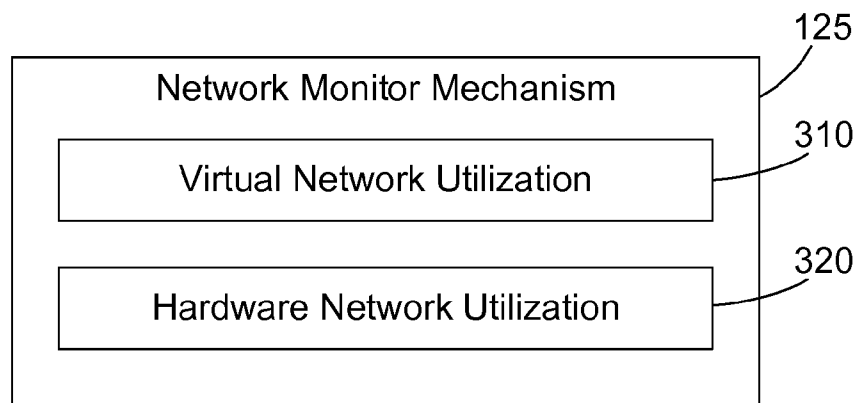 125
Network Monitor Mechanism
310
Virtual Network Utilization
320
Hardware Network Utilization